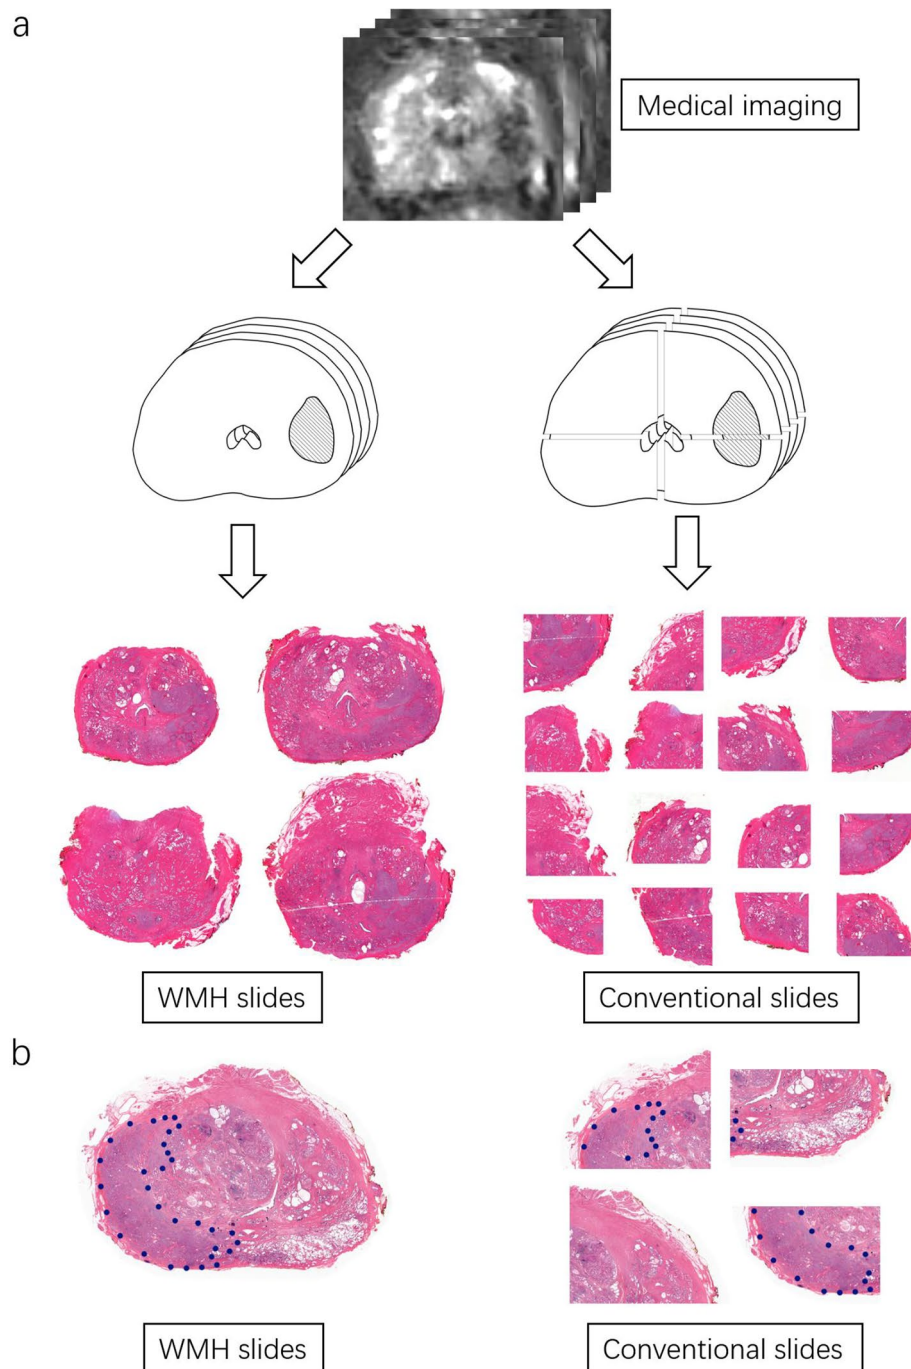 a
Medical imaging
WMH slides
Conventional slides
b
WMH slides
Conventional slides